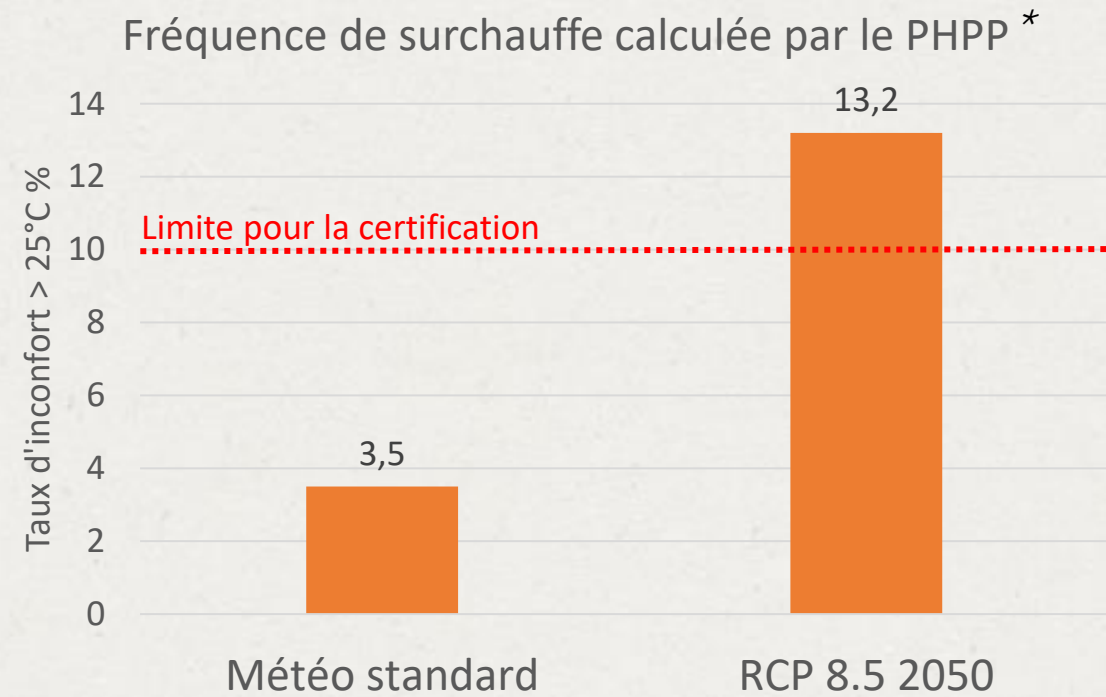 Fréquence de surchauffe calculée par le PHPP *
Taux d'inconfort > 25°C %
14
12
10
8
6
4
2
0
Limite pour la certification
3,5
13,2
Météo standard
RCP 8.5 2050